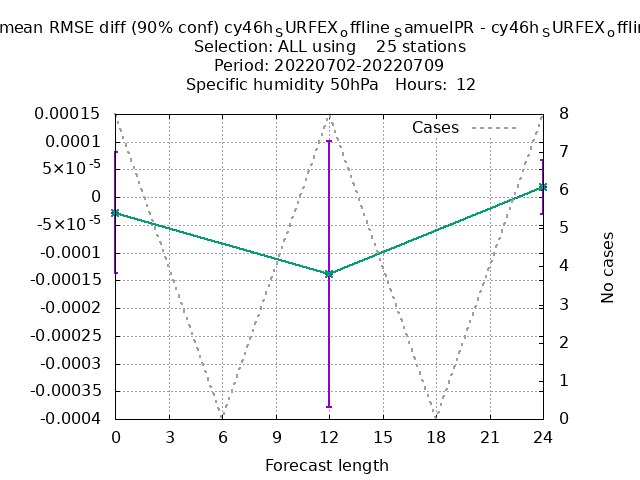 mean RMSE diff (90% conf) cy46hSURFEXoffline SamuelPR - cy46hSURFEXofflin
Selection: ALL using 25 stations
Period: 20220702-20220709
Specific humidity 50hPa Hours: 12
Cases
0.00015
0.0001
5×10-5
0
-5×10-5
-0.0001
-0.00015
-0.0002
-0.00025
-0.0003
-0.00035
-0.0004
8
7
6
5
4
3
2
1
0
No cases
0 3 6 9 12 15 18 21 24
Forecast length